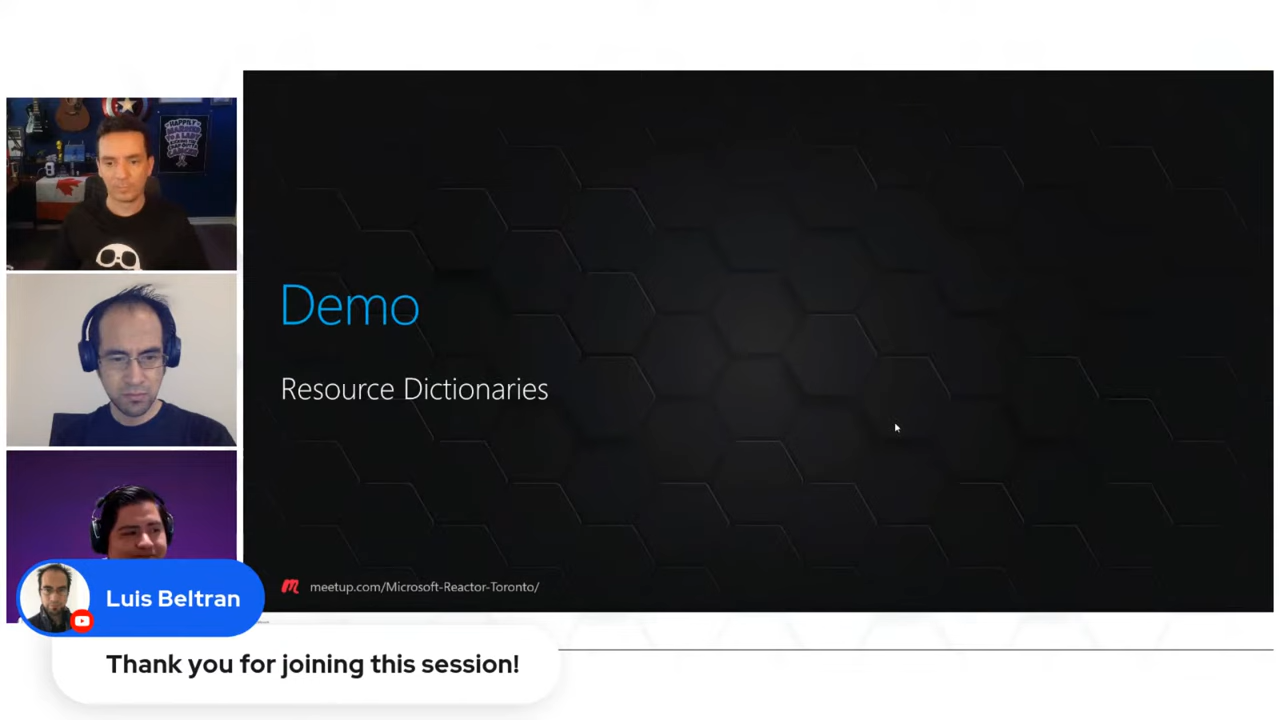 Demo
Resource Dictionaries
meetup.com/Microsoft-Reactor-Toronto/
Luis Beltran
Thank you for joining this session!